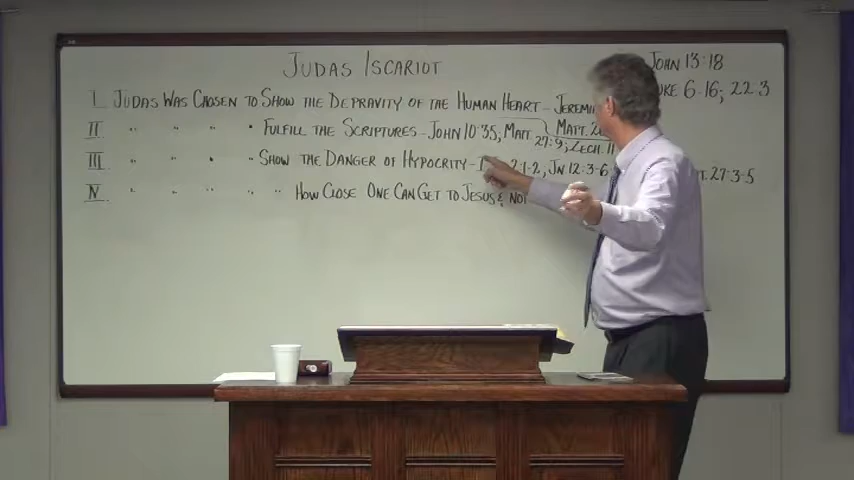 JUDAS ISCARIOT
JOHN 13:18
LUKE 6-16; 22.3
I. JUDAS WAS CHOSEN TO SHOW THE DEPRAVITY OF THE HUMAN HEART - JEREMI
II " " " " FULFILL THE SCRIPTURES - JOHN 10:35; MATT. MATT. 
27:9; ZECH. 11
III " " " - SHOW THE DANGER OF HYPOCRITY - 2:1-2, JN 12:3-6 27:3-5
IV " " " " " HOW CLOSE ONE CAN GET TO JESUS & NOT